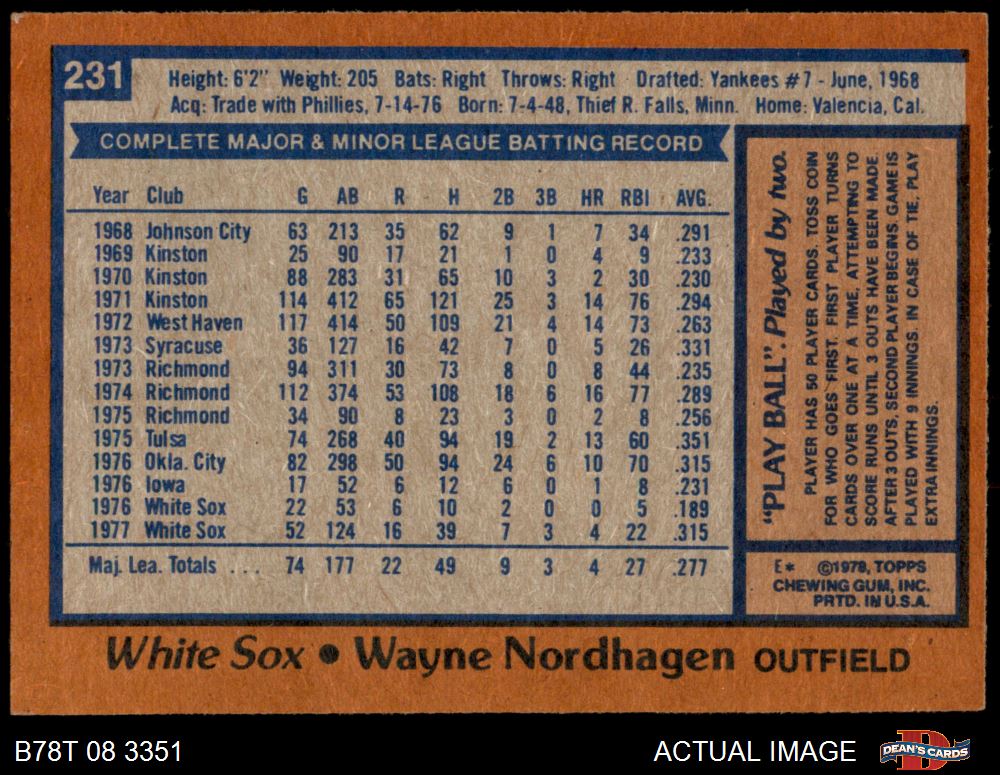 231
Height: 6'2" Weight: 205 Bats: Right Throws: Right Drafted: Yankees #7 - June, 1968
Acq: Trade with Phillies, 7-14-76 Born: 7-4-48, Thief R. Falls, Minn. Home: Valencia, Cal.
COMPLETE MAJOR & MINOR LEAGUE BATTING RECORD
Year Club G AB R H 2B 3B HR RBI AVG.
1968 Johnson City 63 213 35 62 9 1 7 34 .291
1969 Kinston 25 90 17 21 1 0 4 9 .233
1970 Kinston 88 283 31 65 10 3 2 30 .230
1971 Kinston 114 412 65 121 25 3 14 76 .294
1972 West Haven 117 414 50 109 21 4 14 73 .263
1973 Syracuse 36 127 16 42 7 0 5 26 .331
1973 Richmond 94 311 30 73 8 0 8 44 .235
1974 Richmond 112 374 53 108 18 6 16 77 .289
1975 Richmond 34 90 8 23 3 0 2 8 .256
1975 Tulsa 74 268 40 94 19 2 13 60 .351
1976 Okla. City 82 298 50 94 24 6 10 70 .315
1976 Iowa 17 52 6 12 6 0 1 8 .231
1976 White Sox 22 53 6 10 2 0 0 5 .189
1977 White Sox 52 124 16 39 7 3 4 22 .315
Maj. Lea. Totals . . . 74 177 22 49 9 3 4 27 .277
"PLAY BALL". Played by two.
PLAYER HAS 50 PLAYER CARDS. TOSS COIN
FOR WHO GOES FIRST. FIRST PLAYER TURNS
CARDS OVER ONE AT A TIME, ATTEMPTING TO
SCORE RUNS UNTIL 3 OUTS HAVE BEEN MADE.
AFTER 3 OUTS, SECOND PLAYER BEGINS. GAME IS
PLAYED WITH 9 INNINGS. IN CASE OF TIE, PLAY
EXTRA INNINGS.
E* ©1978, TOPPS
CHEWING GUM, INC.
PRTD. IN U.S.A.
White Sox • Wayne Nordhagen OUTFIELD
B78T 08 3351
ACTUAL IMAGE
D
DEAN'S CARDS